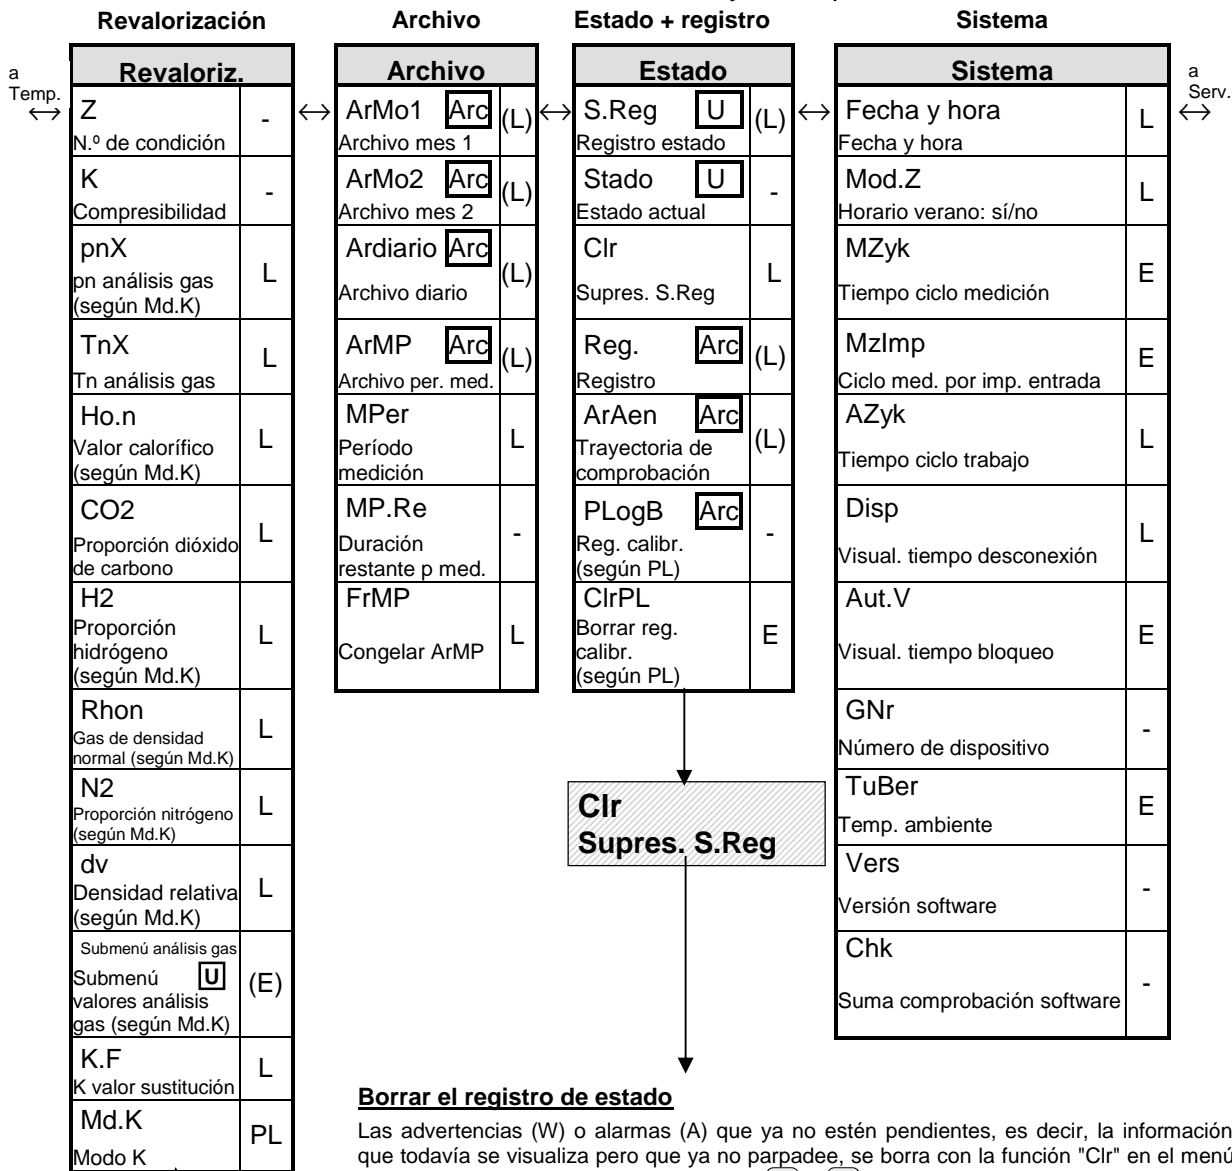 Revalorización
Archivo
Estado + registro
Sistema
a
Temp.
↔
Revaloriz.
Z
N.º de condición
-
K
Compresibilidad
-
pnX
pn análisis gas
(según Md.K)
L
TnX
Tn análisis gas
L
Ho.n
Valor calorífico
(según Md.K)
L
CO2
Proporción dióxido
de carbono
L
H2
Proporción
hidrógeno
(según Md.K)
L
Rhon
Gas de densidad
normal (según Md.K)
L
N2
Proporción nitrógeno
(según Md.K)
L
dv
Densidad relativa
(según Md.K)
L
Submenú análisis gas
Submenú U
valores análisis
gas (según Md.K)
(E)
K.F
K valor sustitución
L
Md.K
Modo K
PL
↔
Archivo
ArMo1 Arc
Archivo mes 1
(L)
ArMo2 Arc
Archivo mes 2
(L)
Ardiario Arc
Archivo diario
(L)
ArMP Arc
Archivo per. med.
(L)
MPer
Período
medición
L
MP.Re
Duración
restante p med.
-
FrMP
Congelar ArMP
L
↔
Estado
S.Reg U
Registro estado
(L)
Stado U
Estado actual
-
Clr
Supres. S.Reg
L
Reg. Arc
Registro
(L)
ArAen Arc
Trayectoria de
comprobación
(L)
PLogB Arc
Reg. calibr.
(según PL)
-
ClrPL
Borrar reg.
calibr.
(según PL)
E
↔
Sistema
Fecha y hora
Fecha y hora
L
Mod.Z
Horario verano: sí/no
L
MZyk
Tiempo ciclo medición
E
MzImp
Ciclo med. por imp. entrada
E
AZyk
Tiempo ciclo trabajo
L
Disp
Visual. tiempo desconexión
L
Aut.V
Visual. tiempo bloqueo
E
GNr
Número de dispositivo
-
TuBer
Temp. ambiente
E
Vers
Versión software
-
Chk
Suma comprobación software
-
a
Serv.
↔
Clr
Supres. S.Reg
Borrar el registro de estado
Las advertencias (W) o alarmas (A) que ya no estén pendientes, es decir, la información
que todavía se visualiza pero que ya no parpadee, se borra con la función "Clr" en el menú